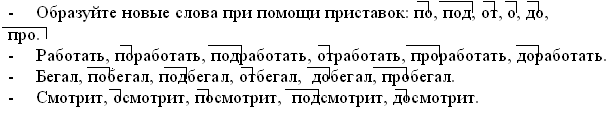 - Образуйте новые слова при помощи приставок: по, под, от, о, до,
про.
- Работать, поработать, подработать, отработать, проработать, доработать.
- Бегал, побегал, подбегал, отбегал, добегал, пробегал.
- Смотрит, осмотрит, посмотрит, подсмотрит, досмотрит.